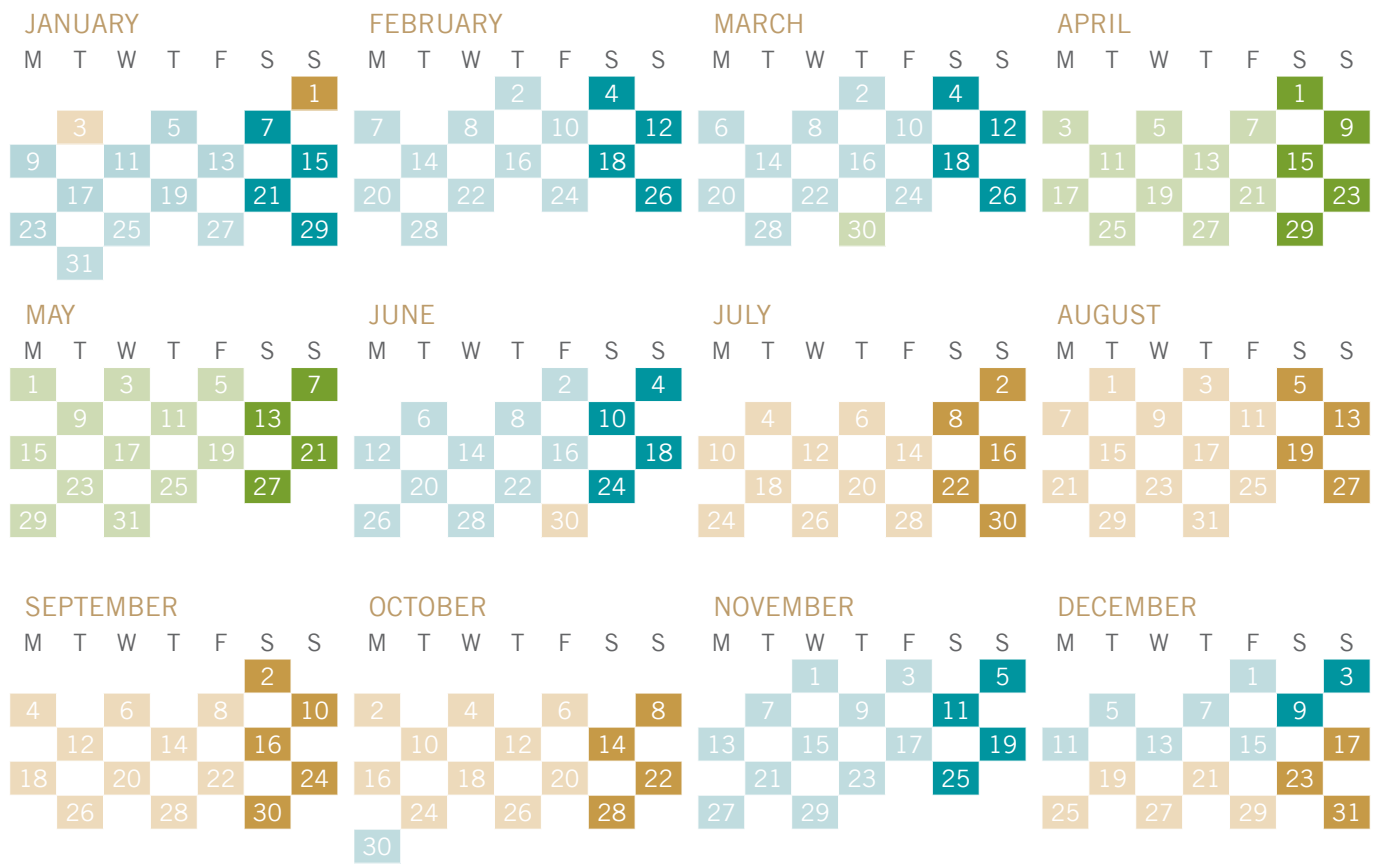 JANUARY FEBRUARY MARCH APRIL
M T W T F S S M T W T F S S M T W T F S S M T W T F S S
1 2 4 2 4 1
3 5 7 7 8 10 12 6 8 10 12 3 5 7 9
9 11 13 15 14 16 18 14 16 18 11 13 15
17 19 21 20 22 24 26 20 22 24 26 17 19 21 23
23 25 27 29 28 28 30 25 27 29
31
MAY JUNE JULY AUGUST
M T W T F S S M T W T F S S M T W T F S S M T W T F S S
1 3 5 7 2 4 2 1 3 5
9 11 13 6 8 10 4 6 8 7 9 11 13
15 17 19 21 12 14 16 18 10 12 14 16 15 17 19
23 25 27 20 22 24 18 20 22 21 23 25 27
29 31 26 28 30 24 26 28 30 29 31
SEPTEMBER OCTOBER NOVEMBER DECEMBER
M T W T F S S M T W T F S S M T W T F S S M T W T F S S
2 1 3 5 1 3
4 6 8 10 2 4 6 8 7 9 11 5 7 9
12 14 16 10 12 14 13 15 17 19 11 13 15 17
18 20 22 24 16 18 20 22 21 23 25 19 21 23
26 28 30 24 26 28 27 29 25 27 29 31
30